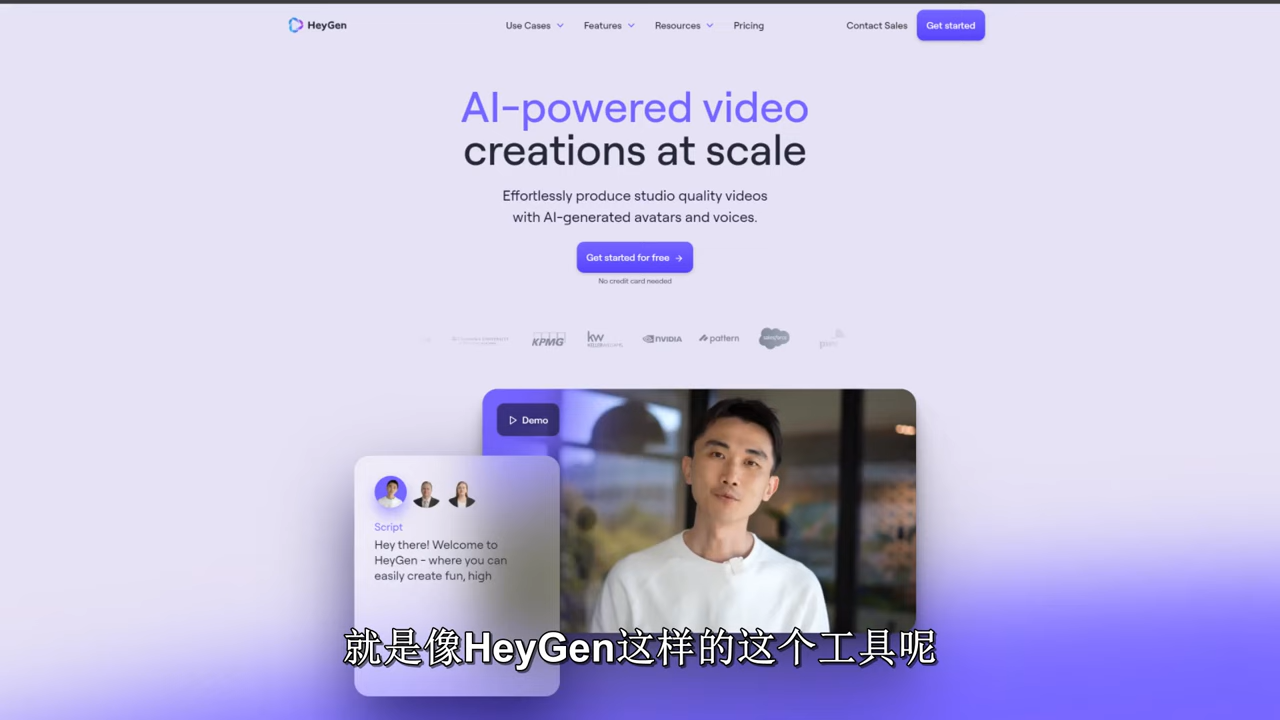 HeyGen
Use Cases
Features
Resources
Pricing
Contact Sales
Get started
AI-powered video
creations at scale
Effortlessly produce studio quality videos
with AI-generated avatars and voices.
Get started for free →
No credit card needed
KPMG
kw
KELLERWILLIAMS
NVIDIA
pattern
salesforce
Demo
Script
Hey there! Welcome to
HeyGen - where you can
easily create fun, high
就是像HeyGen这样的这个工具呢